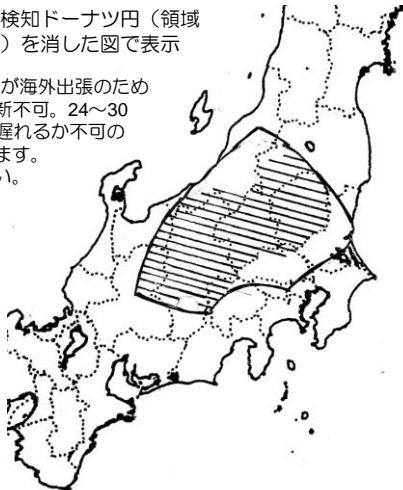 検知ドーナツ円（領域
）を消した図で表示
が海外出張のため
新不可。24～30
遅れるか不可の
ます。
い。